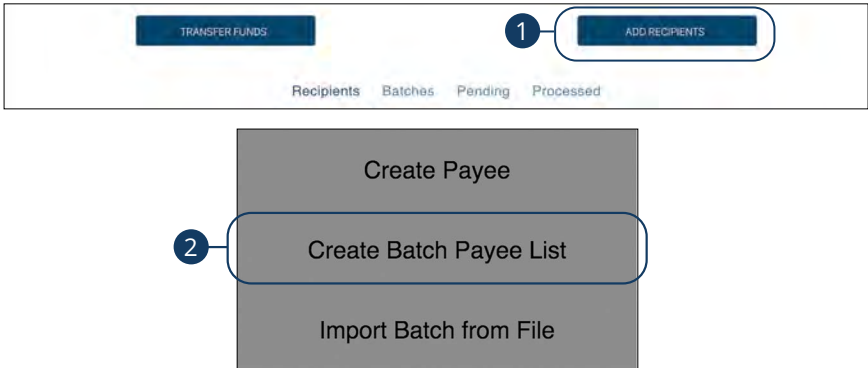 TRANSFER FUNDS 1 ADD RECIPIENTS
Recipients Batches Pending Processed
Create Payee
2 Create Batch Payee List
Import Batch from File